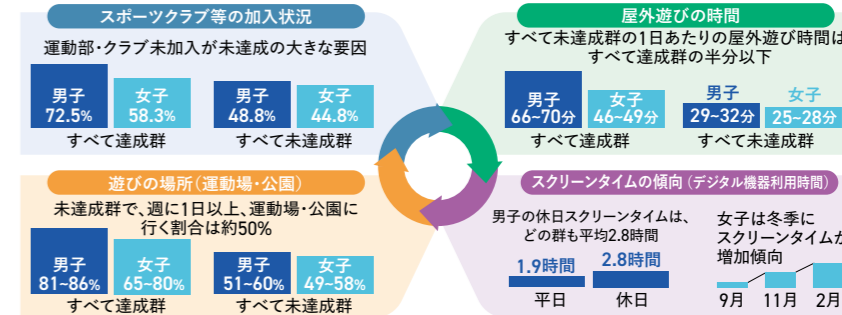 スポーツクラブ等の加入状況
運動部・クラブ未加入が未達成の大きな要因
男子 女子 男子 女子
72.5% 58.3% 48.8% 44.8%
すべて達成群 すべて未達成群
屋外遊びの時間
すべて未達成群の1日あたりの屋外遊び時間は
すべて達成群の半分以下
男子 女子 男子 女子
66~70分 46~49分 29~32分 25~28分
すべて達成群 すべて未達成群
遊びの場所(運動場・公園)
未達成群で、週に1日以上、運動場・公園に
行く割合は約50%
男子 女子 男子 女子
81~86% 65~80% 51~60% 49~58%
すべて達成群 すべて未達成群
スクリーンタイムの傾向(デジタル機器利用時間)
男子の休日スクリーンタイムは、
どの群も平均2.8時間
1.9時間 2.8時間
平日 休日
女子は冬季に
スクリーンタイムが
増加傾向
9月 11月 2月